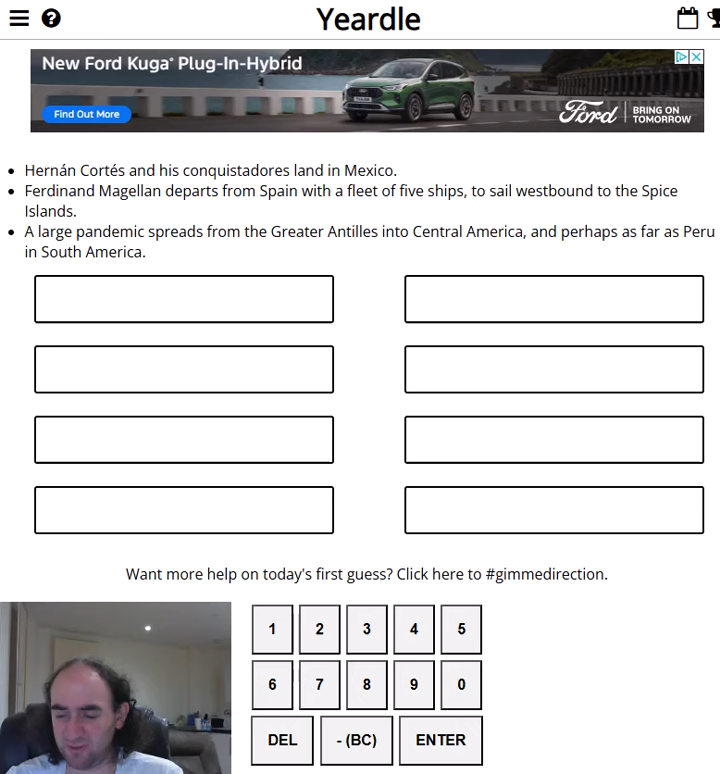 Yeardle
New Ford Kuga* Plug-In-Hybrid
Find Out More
Ford
BRING ON
TOMORROW
• Hernán Cortés and his conquistadores land in Mexico.
• Ferdinand Magellan departs from Spain with a fleet of five ships, to sail westbound to the Spice
Islands.
• A large pandemic spreads from the Greater Antilles into Central America, and perhaps as far as Peru
in South America.
Want more help on today's first guess? Click here to #gimmedirection.
1 2 3 4 5
6 7 8 9 0
DEL - (BC) ENTER